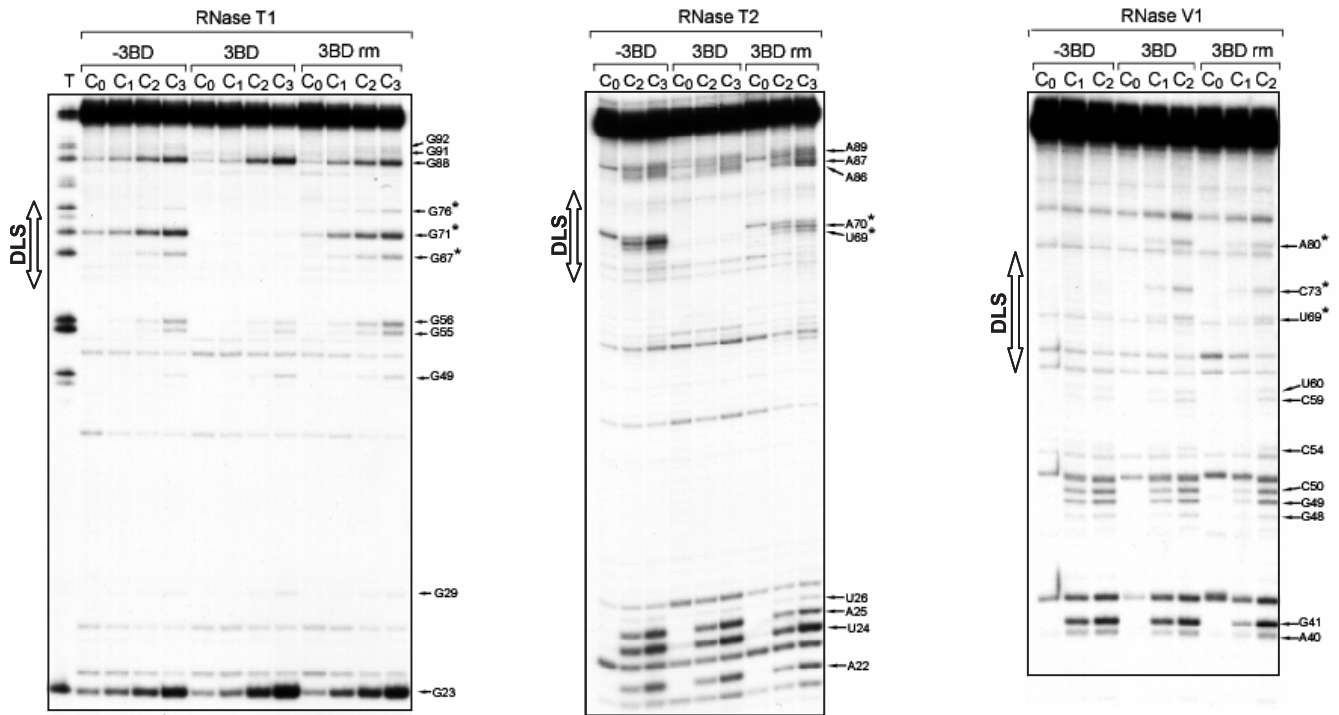 RNase T1
-3BD 3BD 3BD rm
T C0 C1 C2 C3 C0 C1 C2 C3 C0 C1 C2 C3
DLS
G92
G91
G88
G76*
G71*
G67*
G56
G55
G49
G29
G23
RNase T2
-3BD 3BD 3BD rm
C0 C2 C3 C0 C2 C3 C0 C2 C3
DLS
A89
A87
A86
A70*
U69*
U26
A25
U24
A22
RNase V1
-3BD 3BD 3BD rm
C0 C1 C2 C0 C1 C2 C0 C1 C2
DLS
A80*
C73*
U69*
U60
C59
C54
C50
G49
G48
G41
A40